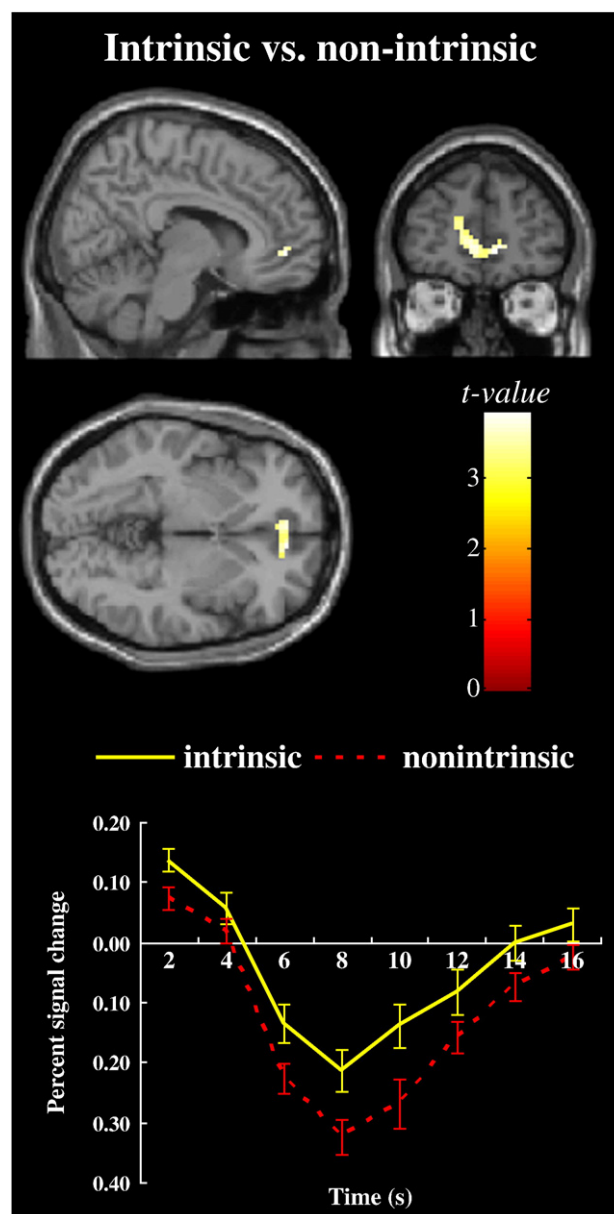 Intrinsic vs. non-intrinsic
t-value
3
2
1
0
intrinsic nonintrinsic
Percent signal change
0.20
0.10
0.00
0.10
0.20
0.30
0.40
2 4 6 8 10 12 14 16
Time (s)